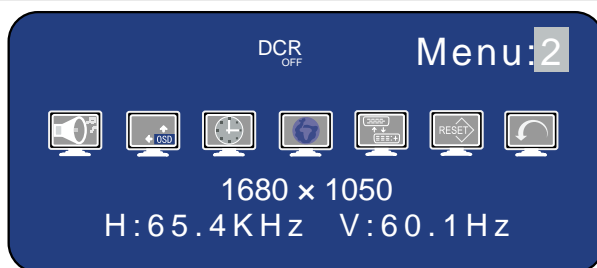 DCR
OFF
Menu:2
OSD
RESET
1680 × 1050
H:65.4KHz V:60.1Hz